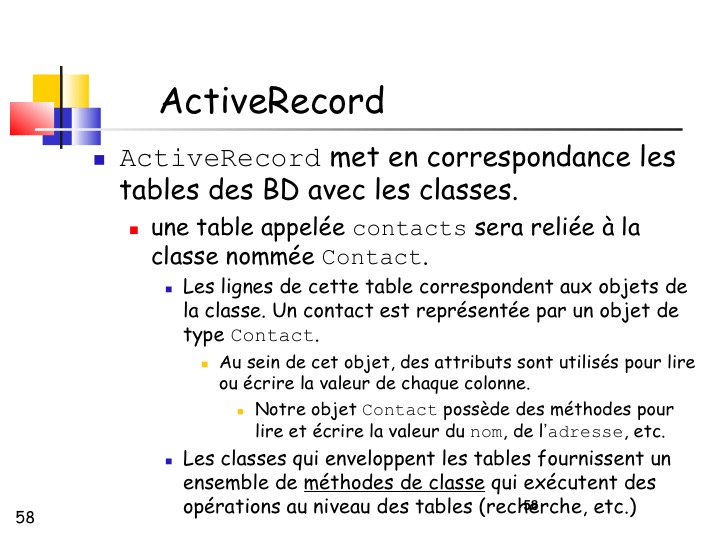 ActiveRecord
ActiveRecord met en correspondance les
tables des BD avec les classes.
une table appelée contacts sera reliée à la
classe nommée Contact.
Les lignes de cette table correspondent aux objets de
la classe. Un contact est représentée par un objet de
type Contact.
Au sein de cet objet, des attributs sont utilisés pour lire
ou écrire la valeur de chaque colonne.
Notre objet Contact possède des méthodes pour
lire et écrire la valeur du nom, de l'adresse, etc.
Les classes qui enveloppent les tables fournissent un
ensemble de méthodes de classe qui exécutent des
opérations au niveau des tables (recherche, etc.)
58
58